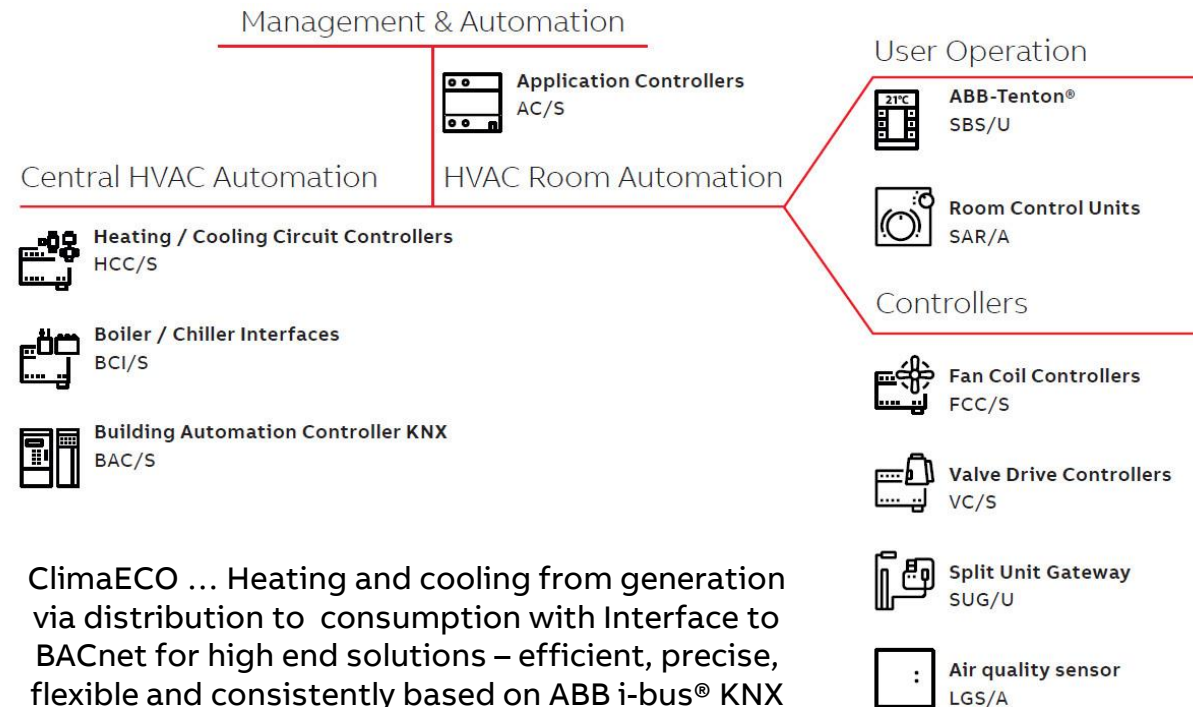 Management & Automation
Application Controllers
AC/S
User Operation
21°C
ABB-Tenton®
SBS/U
Room Control Units
SAR/A
Central HVAC Automation
HVAC Room Automation
Heating / Cooling Circuit Controllers
HCC/S
Boiler / Chiller Interfaces
BCI/S
Building Automation Controller KNX
BAC/S
Controllers
Fan Coil Controllers
FCC/S
Valve Drive Controllers
VC/S
Split Unit Gateway
SUG/U
Air quality sensor
LGS/A
ClimaECO ... Heating and cooling from generation
via distribution to consumption with Interface to
BACnet for high end solutions – efficient, precise,
flexible and consistently based on ABB i-bus® KNX